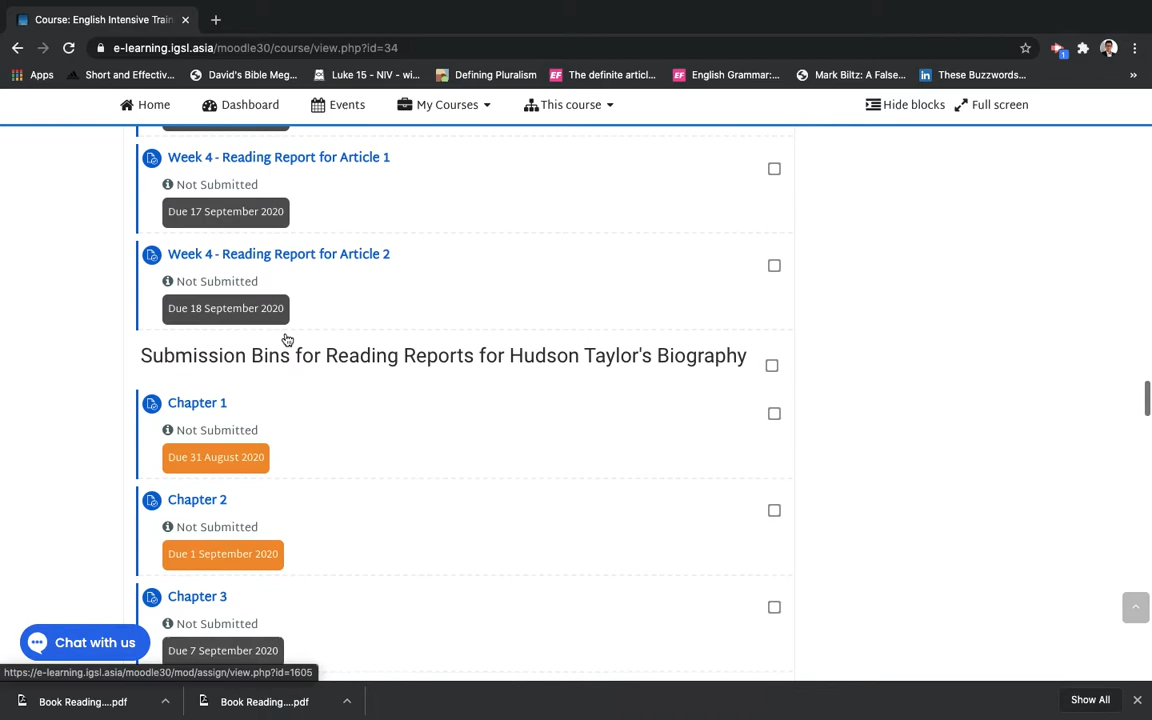 Course: English Intensive Train
e-learning.igsl.asia/moodle30/course/view.php?id=34
1
Apps
Short and Effectiv...
David's Bible Meg...
Luke 15 - NIV - wi...
Defining Pluralism
EF
The definite articl...
EF
English Grammar:...
Mark Biltz: A False...
in
These Buzzwords...
»
Home
Dashboard
Events
My Courses
This course
Hide blocks
Full screen
Week 4 - Reading Report for Article 1
Not Submitted
Due 17 September 2020
Week 4 - Reading Report for Article 2
Not Submitted
Due 18 September 2020
Submission Bins for Reading Reports for Hudson Taylor's Biography
Chapter 1
Not Submitted
Due 31 August 2020
Chapter 2
Not Submitted
Due 1 September 2020
Chapter 3
Not Submitted
Due 7 September 2020
Chat with us
https://e-learning.igsl.asia/moodle30/mod/assign/view.php?id=1605
Book Reading....pdf
Book Reading....pdf
Show All